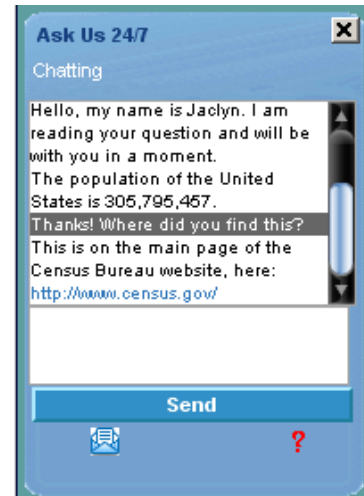 Ask Us 24/7
Chatting
Hello, my name is Jaclyn. I am
reading your question and will be
with you in a moment.
The population of the United
States is 305,795,457.
Thanks! Where did you find this?
This is on the main page of the
Census Bureau website, here:
http://www.census.gov/
Send
?